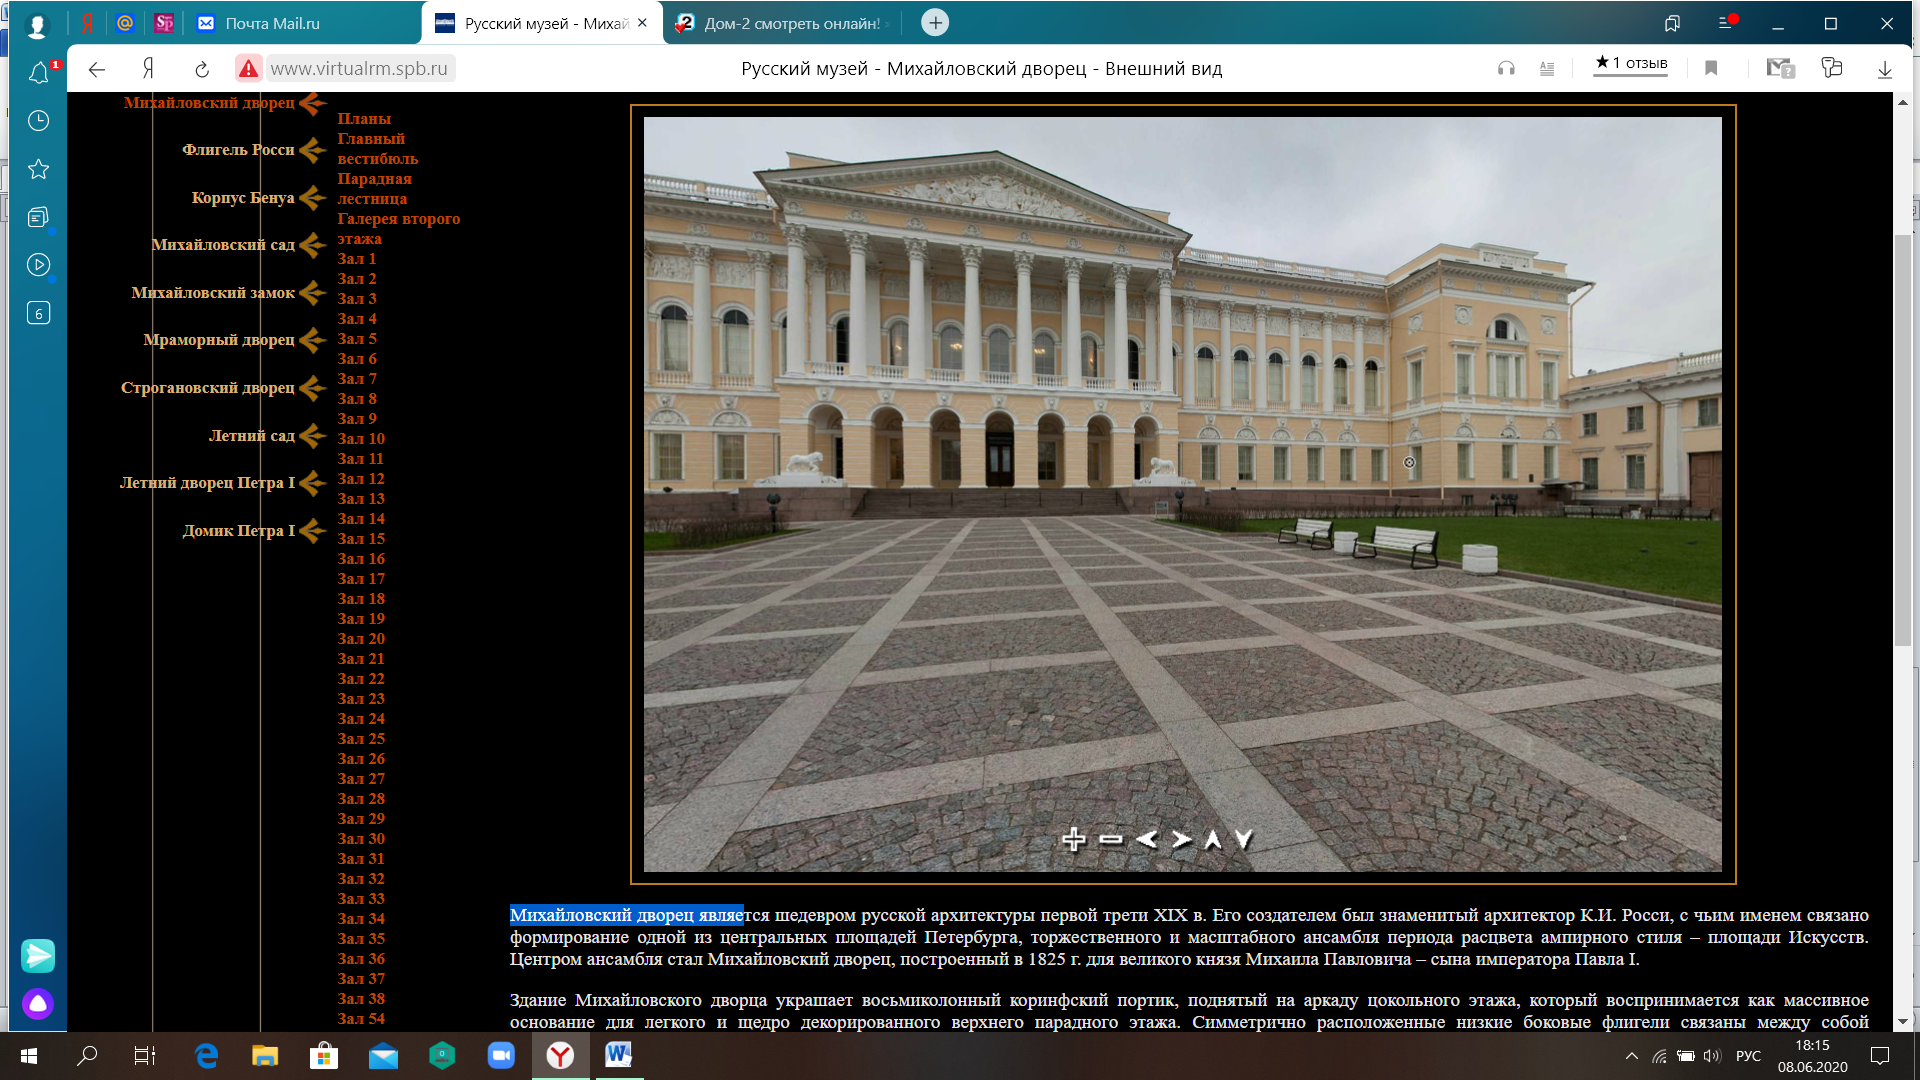 Я
@
Sp
Почта Mail.ru
Русский музей - Михай
2
Дом-2 смотреть онлайн!
1
Я
www.virtualrm.spb.ru
Русский музей - Михайловский дворец - Внешний вид
★ 1 отзыв
?
6
Михайловский дворец
Флигель Росси
Корпус Бенуа
Михайловский сад
Михайловский замок
Мраморный дворец
Строгановский дворец
Летний сад
Летний дворец Петра I
Домик Петра I
Планы
Главный
вестибюль
Парадная
лестница
Галерея второго
этажа
Зал 1
Зал 2
Зал 3
Зал 4
Зал 5
Зал 6
Зал 7
Зал 8
Зал 9
Зал 10
Зал 11
Зал 12
Зал 13
Зал 14
Зал 15
Зал 16
Зал 17
Зал 18
Зал 19
Зал 20
Зал 21
Зал 22
Зал 23
Зал 24
Зал 25
Зал 26
Зал 27
Зал 28
Зал 29
Зал 30
Зал 31
Зал 32
Зал 33
Зал 34
Зал 35
Зал 36
Зал 37
Зал 38
Зал 54
Михайловский дворец является шедевром русской архитектуры первой трети XIX в. Его создателем был знаменитый архитектор К.И. Росси, с чьим именем связано
формирование одной из центральных площадей Петербурга, торжественного и масштабного ансамбля периода расцвета ампирного стиля – площади Искусств.
Центром ансамбля стал Михайловский дворец, построенный в 1825 г. для великого князя Михаила Павловича – сына императора Павла I.
Здание Михайловского дворца украшает восьмиколонный коринфский портик, поднятый на аркаду цокольного этажа, который воспринимается как массивное
основание для легкого и щедро декорированного верхнего парадного этажа. Симметрично расположенные низкие боковые флигели связаны между собой
РУС
18:15
08.06.2020